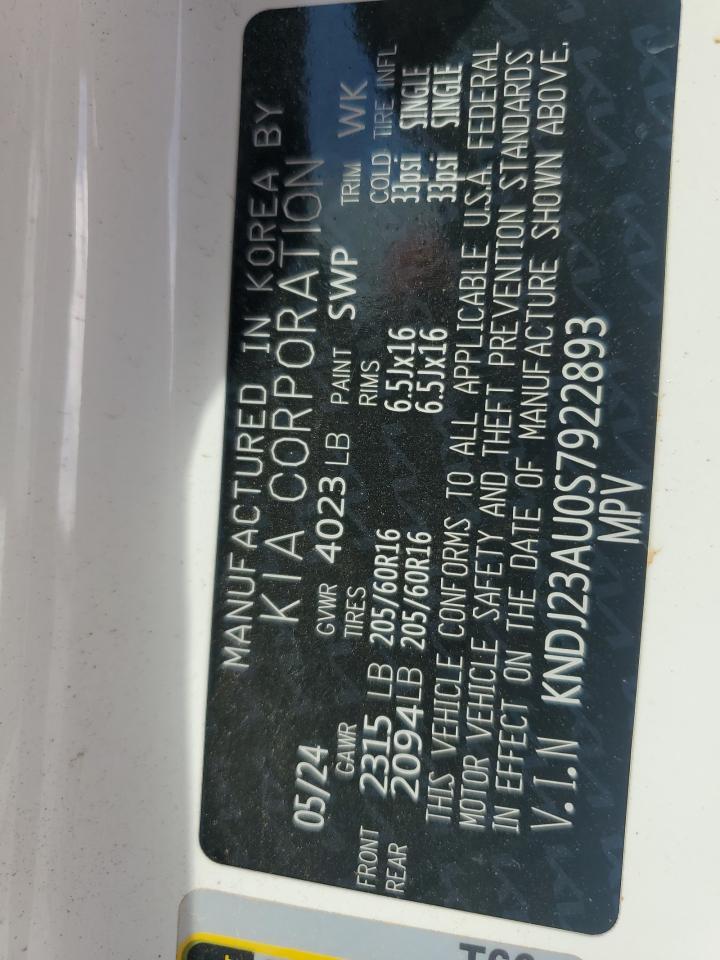 MANUFACTURED IN KOREA BY
KIA CORPORATION
05/24 GVWR 4023 LB PAINT SWP TRIM WK
GAWR TIRES RIMS COLD TIRE INFL
FRONT 2315 LB 205/60R16 6.5Jx16 33psi SINGLE
REAR 2094LB 205/60R16 6.5Jx16 33psi SINGLE
THIS VEHICLE CONFORMS TO ALL APPLICABLE U.S.A. FEDERAL
MOTOR VEHICLE SAFETY AND THEFT PREVENTION STANDARDS
IN EFFECT ON THE DATE OF MANUFACTURE SHOWN ABOVE.
V.I.N KNDJ23AU0S7922893
MPV